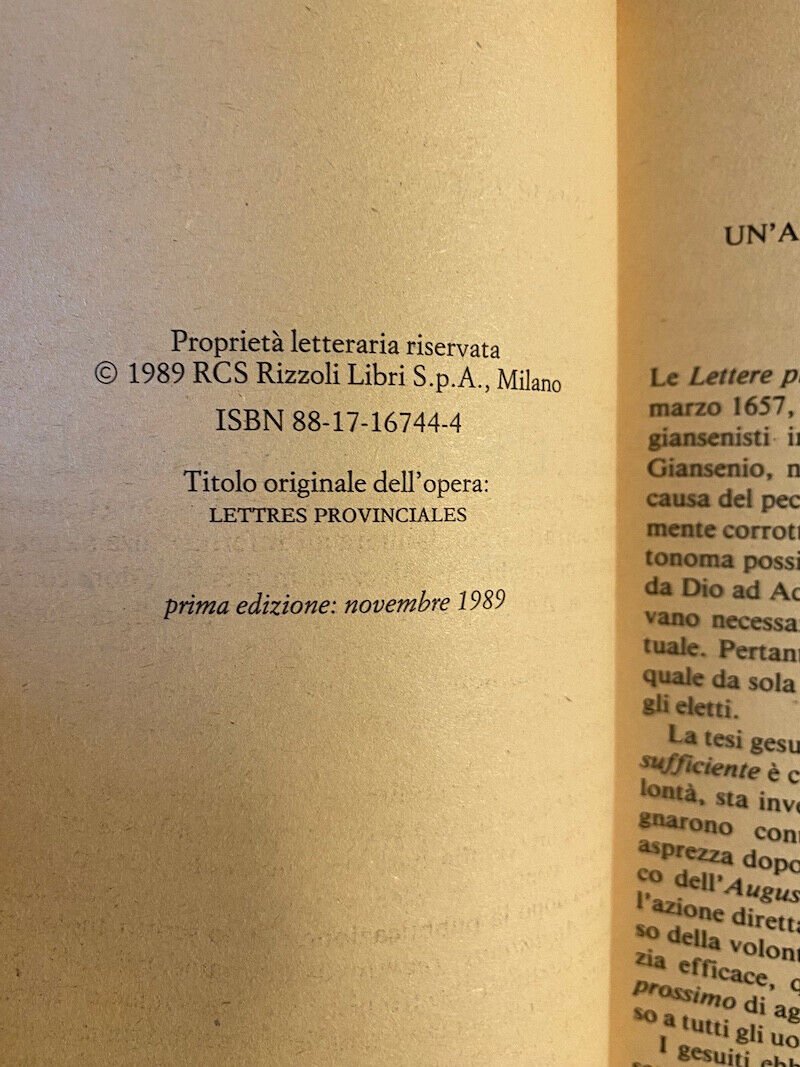 Proprietà letteraria riservata
© 1989 RCS Rizzoli Libri S.p.A., Milano
ISBN 88-17-16744-4
Titolo originale dell'opera:
LETTRES PROVINCIALES
prima edizione: novembre 1989
UN'A
Le Lettere p
marzo 1657,
giansenisti
Giansenio, n
causa del pec
mente corrott
tonoma possi
da Dio ad Ad
vano necessa
tuale. Pertan
quale da sola
gli eletti.
La tesi gesu
sufficiente è c
lontà, sta inve
gnarono con
asprezza dopo
co dell'Augus
l'azione diretta
so della volont
zia efficace, q
prossimo di ag
so a tutti gli uo
I gesuiti ebb